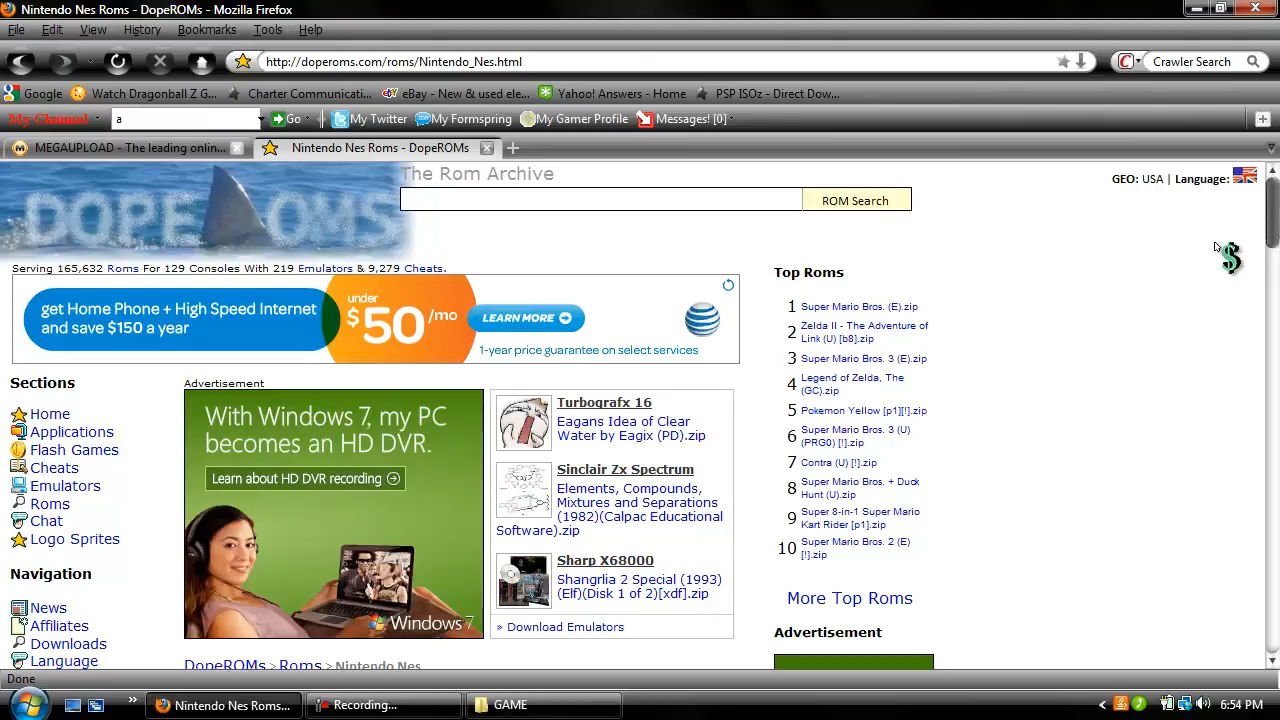 Nintendo Nes Roms - DopeROMs - Mozilla Firefox
File Edit View History Bookmarks Tools Help
http://doperoms.com/roms/Nintendo_Nes.html
Crawler Search
Google Watch Dragonball Z G... Charter Communicati... eBay - New & used ele... Yahoo! Answers - Home PSP ISOz - Direct Dow...
My Channel a Go My Twitter My Formspring My Gamer Profile Messages! [0]
MEGAUPLOAD - The leading onlin... Nintendo Nes Roms - DopeROMs
The Rom Archive
ROM Search
GEO: USA | Language:
DOPE ROMS
Serving 165,632 Roms For 129 Consoles With 219 Emulators & 9,279 Cheats.
get Home Phone + High Speed Internet
and save $150 a year
under
$50/mo
LEARN MORE
1-year price guarantee on select services
at&t
Sections
Home
Applications
Flash Games
Cheats
Emulators
Roms
Chat
Logo Sprites
Navigation
News
Affiliates
Downloads
Language
Advertisement
With Windows 7, my PC
becomes an HD DVR.
Learn about HD DVR recording
Windows 7
Turbografx 16
Eagans Idea of Clear
Water by Eagix (PD).zip
Sinclair Zx Spectrum
Elements, Compounds,
Mixtures and Separations
(1982)(Calpac Educational
Software).zip
Sharp X68000
Shangrlia 2 Special (1993)
(Elf)(Disk 1 of 2)[xdf].zip
» Download Emulators
DopeROMs > Roms > Nintendo Nes
Top Roms
1 Super Mario Bros. (E).zip
2 Zelda II - The Adventure of
Link (U) [b8].zip
3 Super Mario Bros. 3 (E).zip
4 Legend of Zelda, The
(GC).zip
5 Pokemon Yellow [p1][!].zip
6 Super Mario Bros. 3 (U)
(PRG0) [!].zip
7 Contra (U) [!].zip
8 Super Mario Bros. + Duck
Hunt (U).zip
9 Super 8-in-1 Super Mario
Kart Rider [p1].zip
10 Super Mario Bros. 2 (E)
[!].zip
More Top Roms
Advertisement
Done
Nintendo Nes Roms... Recording... GAME 6:54 PM